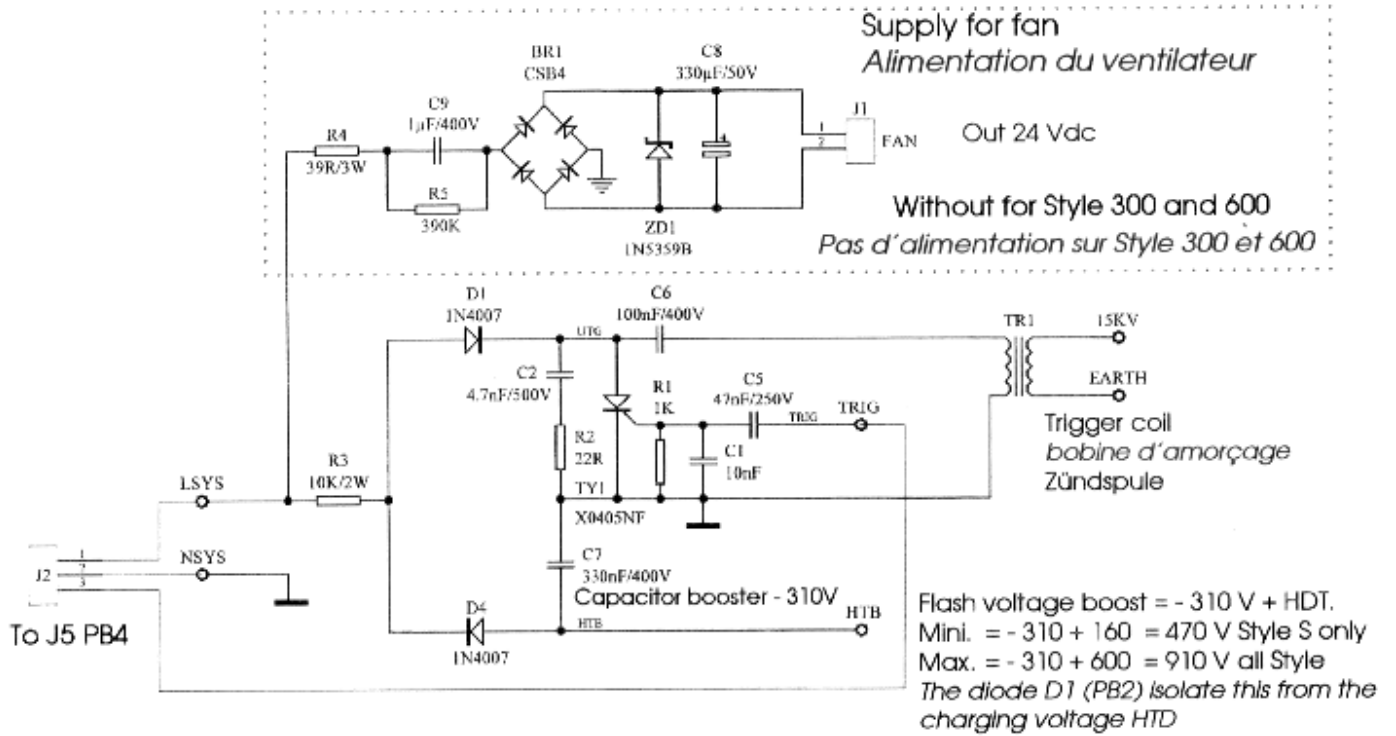 Supply for fan
Alimentation du ventilateur
BR1
CSB4
C8
330µF/50V
C9
1µF/400V
R4
39R/3W
R5
390K
J1
1
2
FAN
Out 24 Vdc
ZD1
1N5359B
Without for Style 300 and 600
Pas d'alimentation sur Style 300 et 600
D1
1N4007
UTG
C6
100nF/400V
TR1
15KV
EARTH
C2
4.7nF/500V
R1
1K
C5
47nF/250V
TRIG
TRIG
R2
22R
C1
10nF
Trigger coil
bobine d'amorçage
Zündspule
R3
10K/2W
LSYS
TY1
X0405NF
NSYS
J2
1
2
3
To J5 PB4
C7
330nF/400V
Capacitor booster - 310V
D4
1N4007
HTB
HTB
Flash voltage boost = - 310 V + HDT.
Mini. = - 310 + 160 = 470 V Style S only
Max. = - 310 + 600 = 910 V all Style
The diode D1 (PB2) isolate this from the
charging voltage HTD